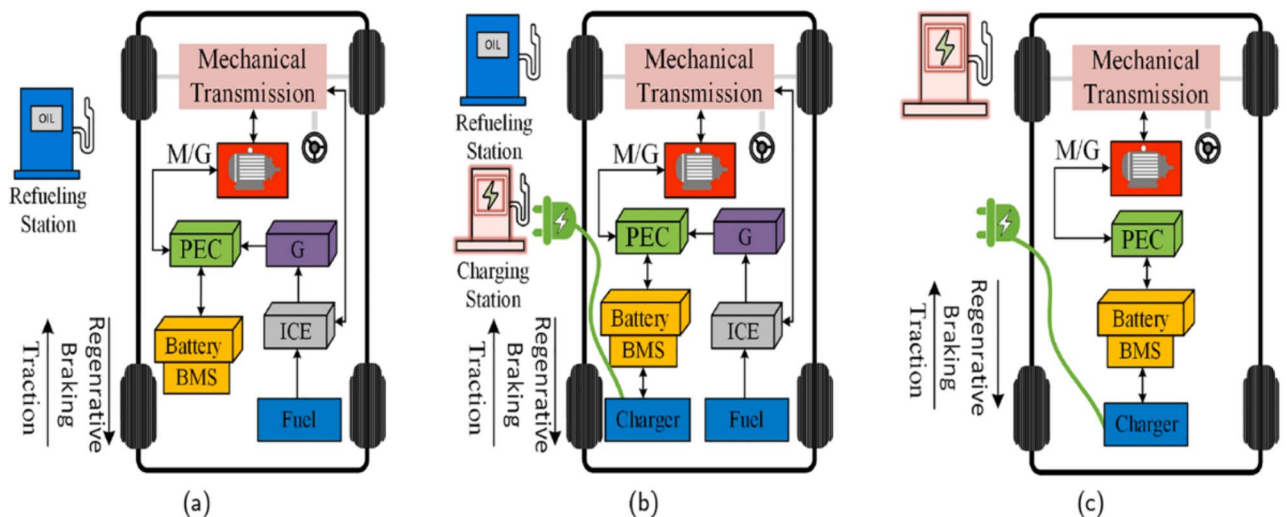 OIL
Refueling
Station
Mechanical
Transmission
M/G
PEC
G
Battery
BMS
ICE
Fuel
Traction
Braking
Regenrative
(a)
OIL
Refueling
Station
Charging
Station
Mechanical
Transmission
M/G
PEC
G
Battery
BMS
ICE
Charger
Fuel
Traction
Braking
Regenrative
(b)
Mechanical
Transmission
M/G
PEC
Battery
BMS
Charger
Traction
Braking
Regenrative
(c)